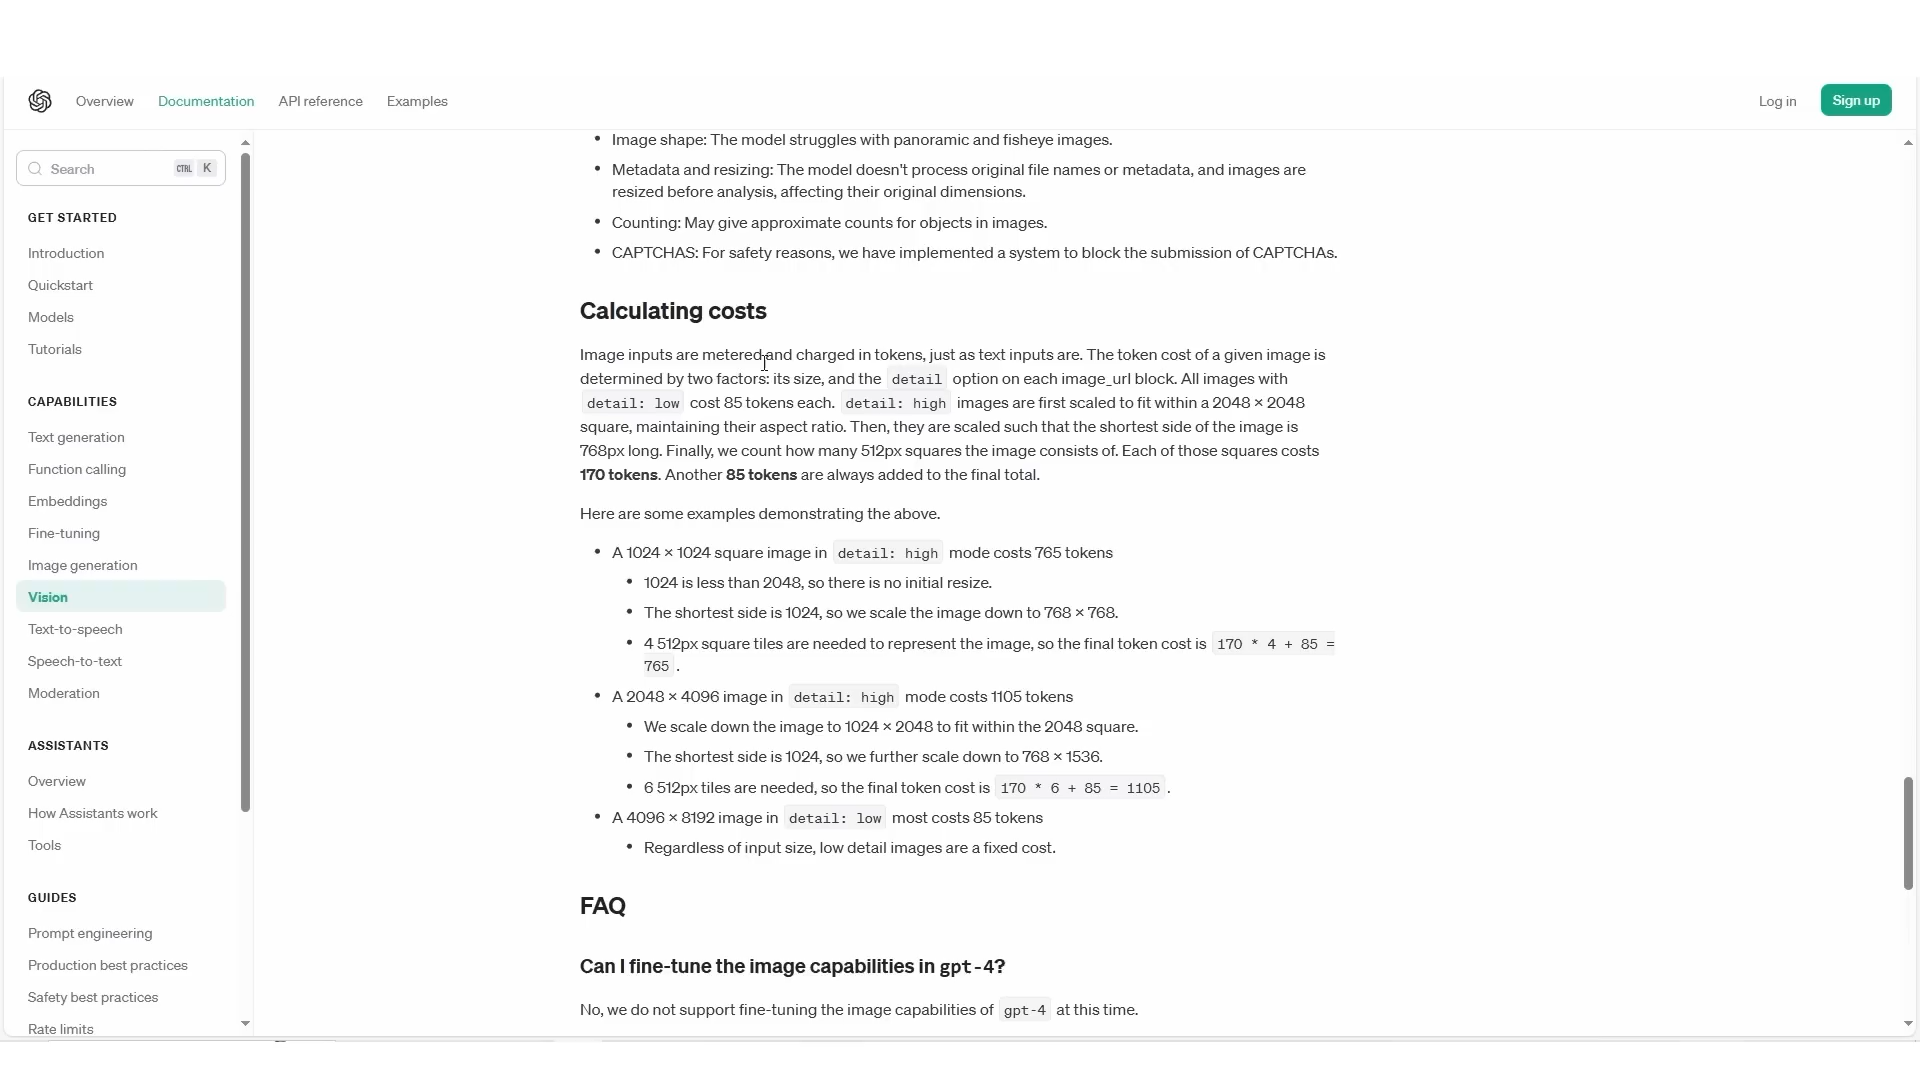 Overview
Documentation
API reference
Examples
Log in
Sign up
Search
CTRL K
GET STARTED
Introduction
Quickstart
Models
Tutorials
CAPABILITIES
Text generation
Function calling
Embeddings
Fine-tuning
Image generation
Vision
Text-to-speech
Speech-to-text
Moderation
ASSISTANTS
Overview
How Assistants work
Tools
GUIDES
Prompt engineering
Production best practices
Safety best practices
Rate limits
• Image shape: The model struggles with panoramic and fisheye images.
• Metadata and resizing: The model doesn't process original file names or metadata, and images are
resized before analysis, affecting their original dimensions.
• Counting: May give approximate counts for objects in images.
• CAPTCHAS: For safety reasons, we have implemented a system to block the submission of CAPTCHAs.
Calculating costs
Image inputs are metered and charged in tokens, just as text inputs are. The token cost of a given image is
determined by two factors: its size, and the detail option on each image_url block. All images with
detail: low cost 85 tokens each. detail: high images are first scaled to fit within a 2048 × 2048
square, maintaining their aspect ratio. Then, they are scaled such that the shortest side of the image is
768px long. Finally, we count how many 512px squares the image consists of. Each of those squares costs
170 tokens. Another 85 tokens are always added to the final total.
Here are some examples demonstrating the above.
• A 1024 × 1024 square image in detail: high mode costs 765 tokens
• 1024 is less than 2048, so there is no initial resize.
• The shortest side is 1024, so we scale the image down to 768 × 768.
• 4 512px square tiles are needed to represent the image, so the final token cost is 170 * 4 + 85 =
765 .
• A 2048 × 4096 image in detail: high mode costs 1105 tokens
• We scale down the image to 1024 × 2048 to fit within the 2048 square.
• The shortest side is 1024, so we further scale down to 768 × 1536.
• 6 512px tiles are needed, so the final token cost is 170 * 6 + 85 = 1105 .
• A 4096 × 8192 image in detail: low most costs 85 tokens
• Regardless of input size, low detail images are a fixed cost.
FAQ
Can I fine-tune the image capabilities in gpt-4?
No, we do not support fine-tuning the image capabilities of gpt-4 at this time.